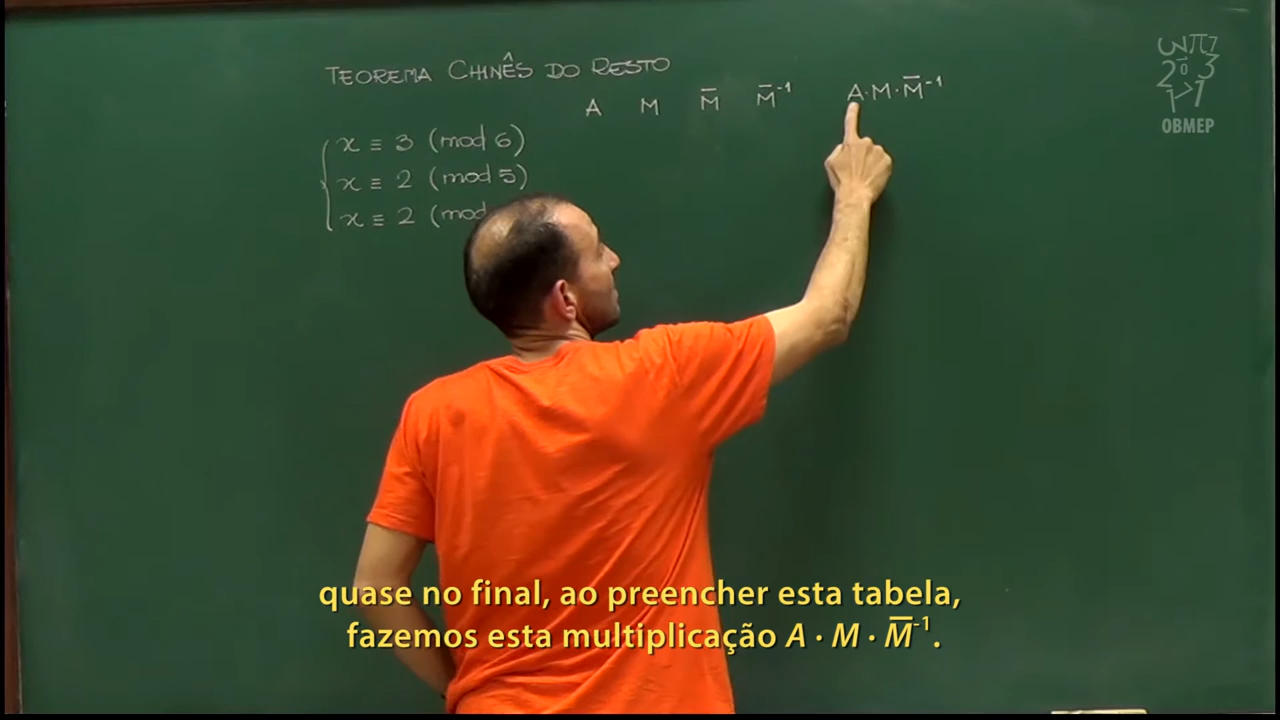 TEOREMA CHINÊS DO RESTO
A M M̅ M̅⁻¹ A·M·M̅⁻¹
x ≡ 3 (mod 6)
x ≡ 2 (mod 5)
x ≡ 2 (mod
OBMEP
quase no final, ao preencher esta tabela,
fazemos esta multiplicação A · M · M̅⁻¹.